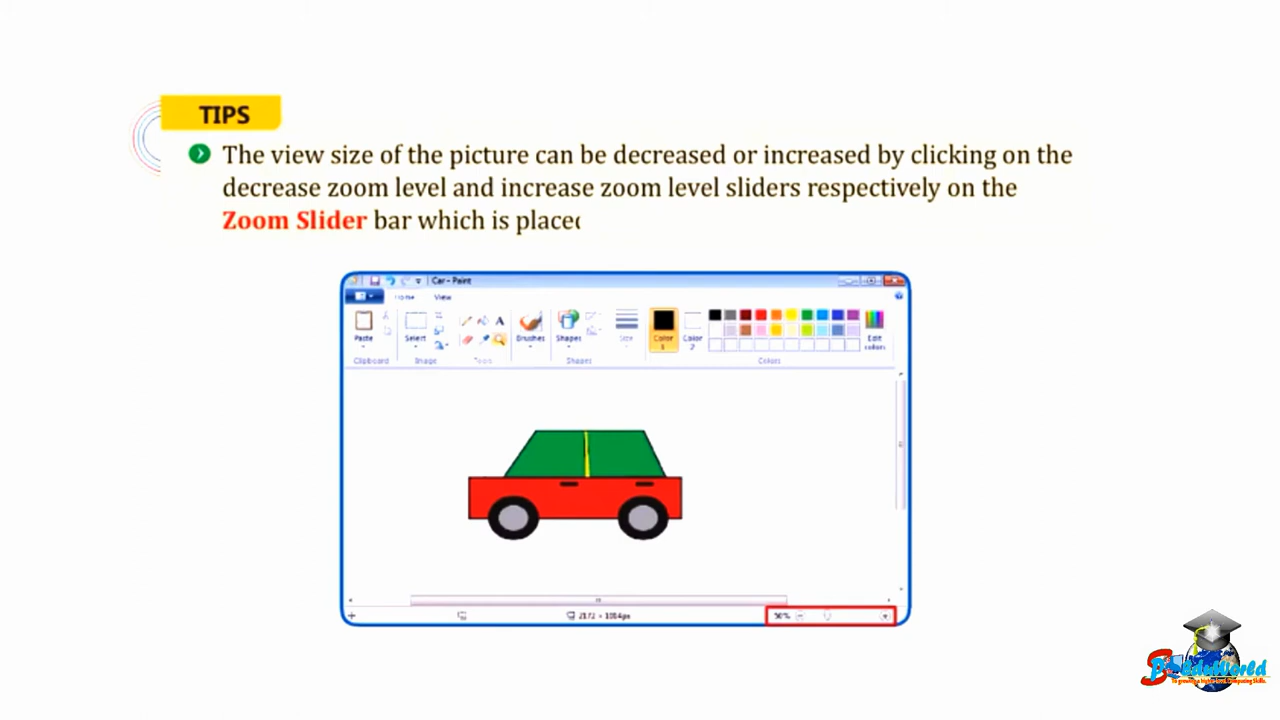 TIPS
The view size of the picture can be decreased or increased by clicking on the
decrease zoom level and increase zoom level sliders respectively on the
Zoom Slider bar which is placed
Car - Paint
Home View
Paste
Select
Brushes
Shapes
Size
Color
1
Color
2
Edit
colors
Clipboard
Image
Tools
Shapes
Colors
50%
EduWorld